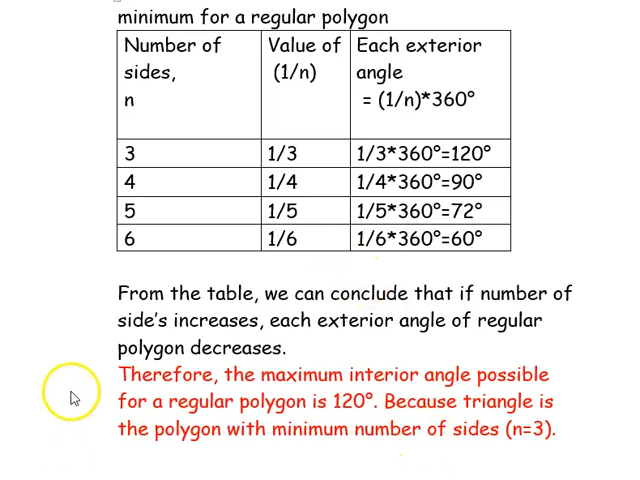 minimum for a regular polygon
Number of sides, n | Value of (1/n) | Each exterior angle = (1/n)*360°
3 | 1/3 | 1/3*360°=120°
4 | 1/4 | 1/4*360°=90°
5 | 1/5 | 1/5*360°=72°
6 | 1/6 | 1/6*360°=60°
From the table, we can conclude that if number of
side's increases, each exterior angle of regular
polygon decreases.
Therefore, the maximum interior angle possible
for a regular polygon is 120°. Because triangle is
the polygon with minimum number of sides (n=3).